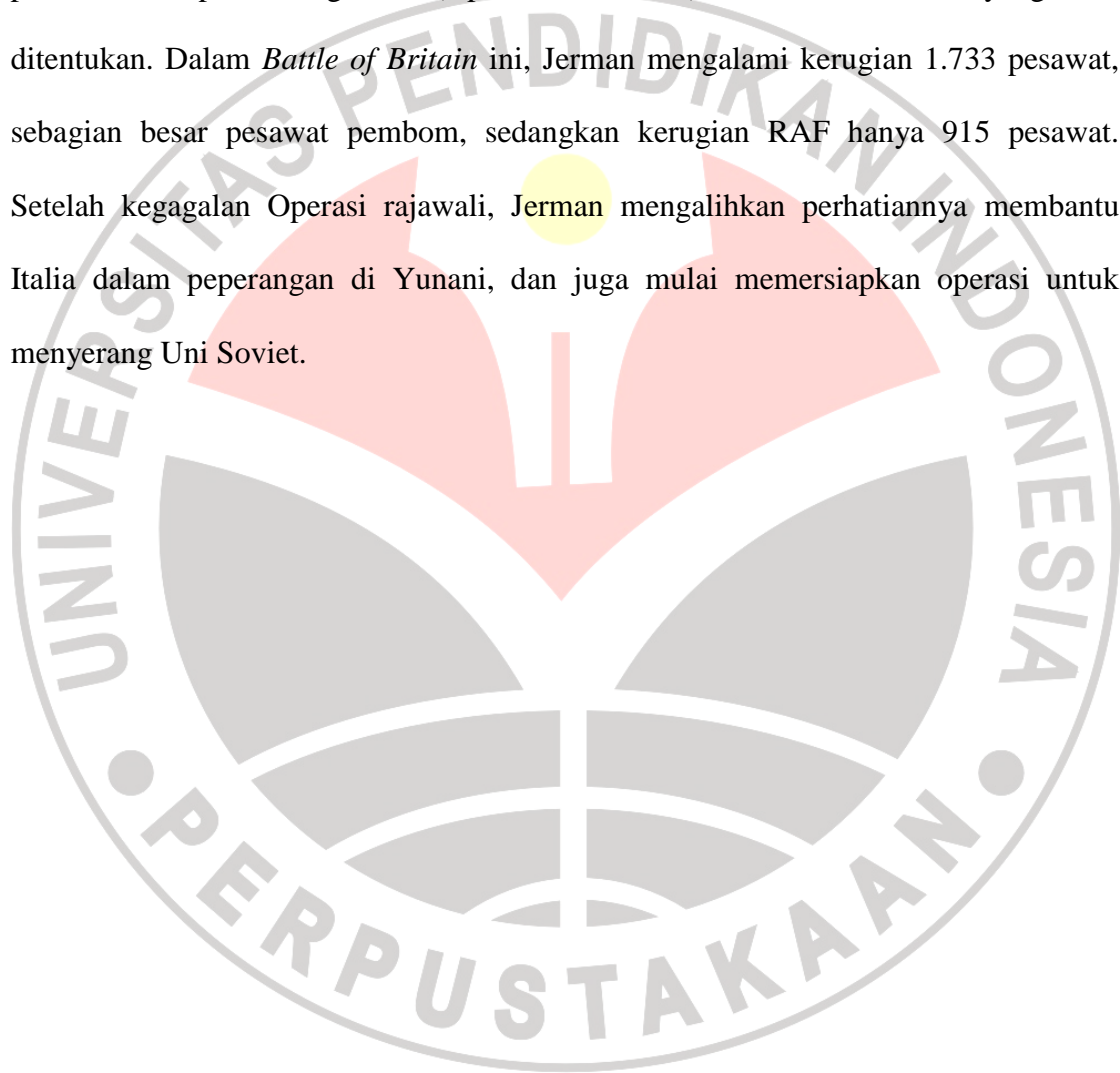 ditentukan. Dalam Battle of Britain ini, Jerman mengalami kerugian 1.733 pesawat,
sebagian besar pesawat pembom, sedangkan kerugian RAF hanya 915 pesawat.
Setelah kegagalan Operasi rajawali, Jerman mengalihkan perhatiannya membantu
Italia dalam peperangan di Yunani, dan juga mulai memersiapkan operasi untuk
menyerang Uni Soviet.
UNIVERSITAS PENDIDIKAN INDONESIA
PERPUSTAKAAN